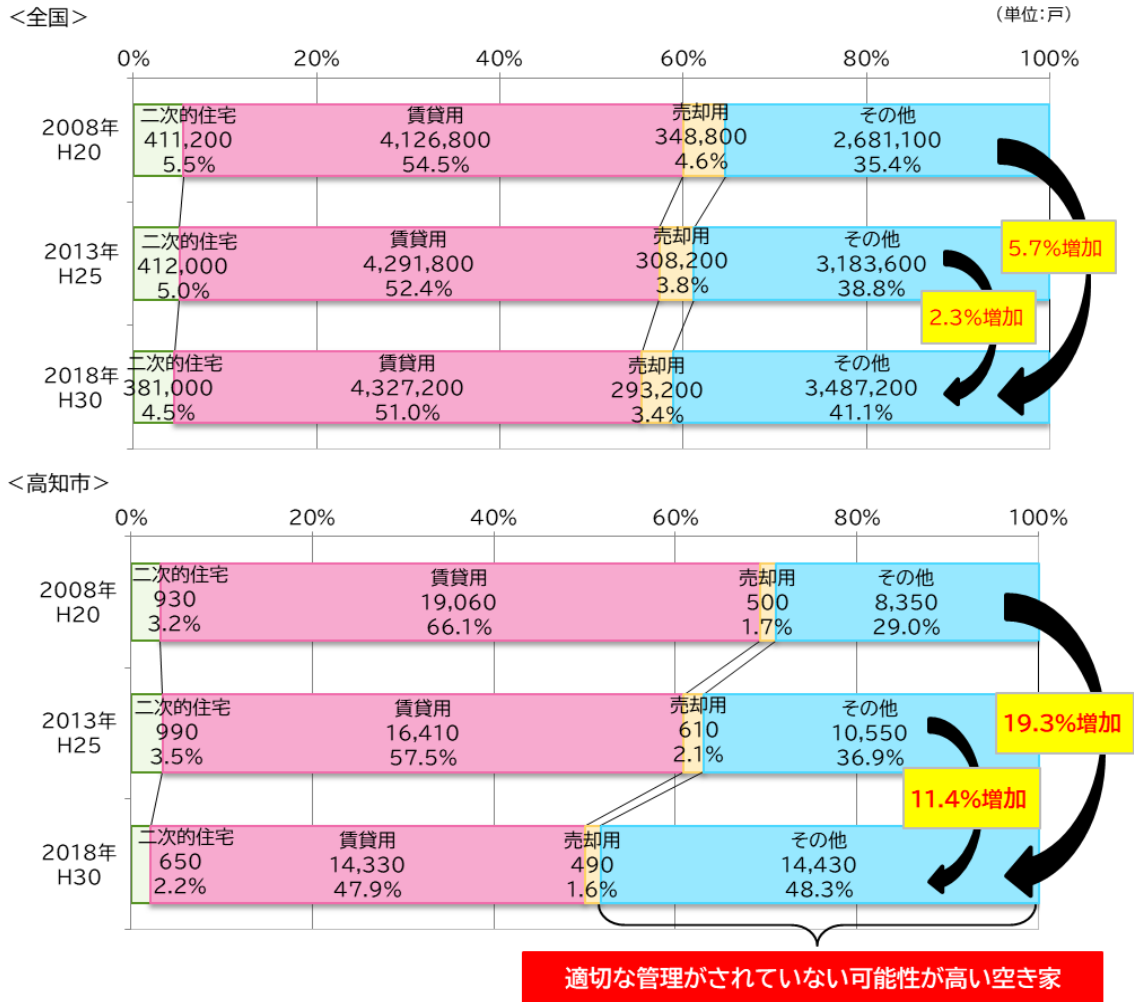 <全国>
(単位:戸)
0% 20% 40% 60% 80% 100%
2008年
H20
二次的住宅
411,200
5.5%
賃貸用
4,126,800
54.5%
売却用
348,800
4.6%
その他
2,681,100
35.4%
2013年
H25
二次的住宅
412,000
5.0%
賃貸用
4,291,800
52.4%
売却用
308,200
3.8%
その他
3,183,600
38.8%
5.7%増加
2.3%増加
2018年
H30
二次的住宅
381,000
4.5%
賃貸用
4,327,200
51.0%
売却用
293,200
3.4%
その他
3,487,200
41.1%
<高知市>
0% 20% 40% 60% 80% 100%
2008年
H20
二次的住宅
930
3.2%
賃貸用
19,060
66.1%
売却用
500
1.7%
その他
8,350
29.0%
2013年
H25
二次的住宅
990
3.5%
賃貸用
16,410
57.5%
売却用
610
2.1%
その他
10,550
36.9%
19.3%増加
11.4%増加
2018年
H30
二次的住宅
650
2.2%
賃貸用
14,330
47.9%
売却用
490
1.6%
その他
14,430
48.3%
適切な管理がされていない可能性が高い空き家